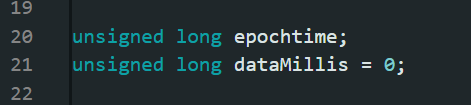 19
20 unsigned long epochtime;
21 unsigned long dataMillis = 0;
22